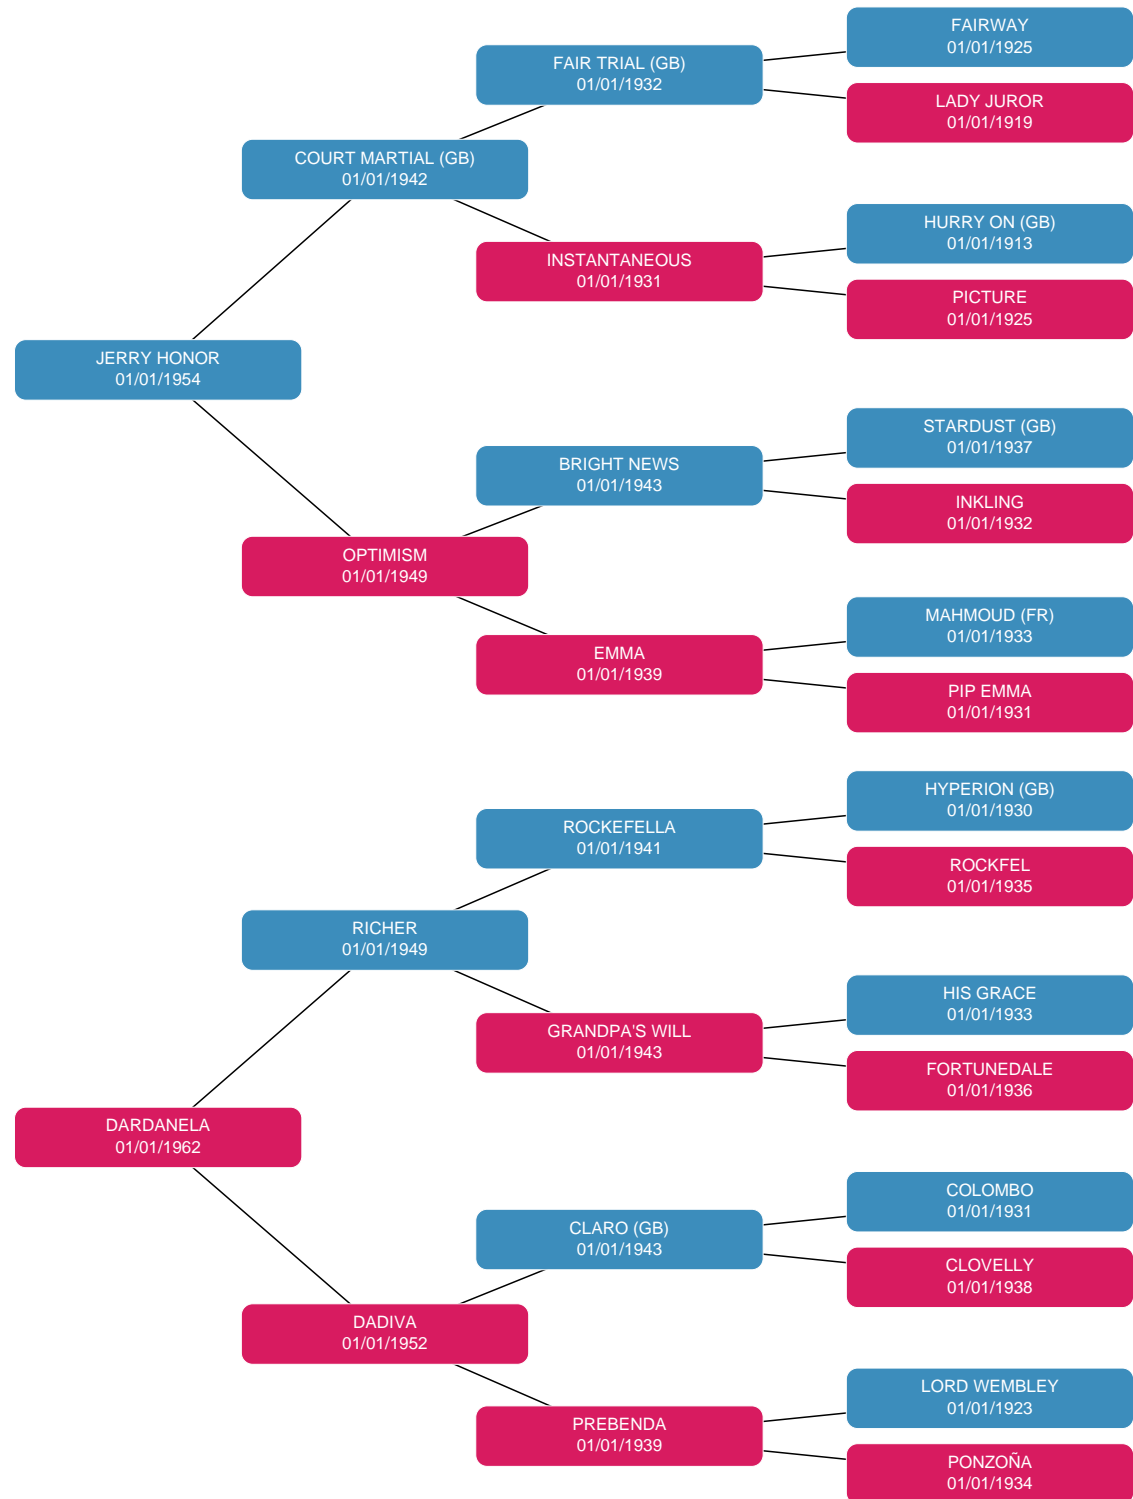 FAIRWAY
01/01/1925
FAIR TRIAL (GB)
01/01/1932
LADY JUROR
01/01/1919
COURT MARTIAL (GB)
01/01/1942
HURRY ON (GB)
01/01/1913
INSTANTANEOUS
01/01/1931
PICTURE
01/01/1925
JERRY HONOR
01/01/1954
STARDUST (GB)
01/01/1937
BRIGHT NEWS
01/01/1943
INKLING
01/01/1932
OPTIMISM
01/01/1949
MAHMOUD (FR)
01/01/1933
EMMA
01/01/1939
PIP EMMA
01/01/1931
HYPERION (GB)
01/01/1930
ROCKEFELLA
01/01/1941
ROCKFEL
01/01/1935
RICHER
01/01/1949
HIS GRACE
01/01/1933
GRANDPA'S WILL
01/01/1943
FORTUNEDALE
01/01/1936
DARDANELA
01/01/1962
COLOMBO
01/01/1931
CLARO (GB)
01/01/1943
CLOVELLY
01/01/1938
DADIVA
01/01/1952
LORD WEMBLEY
01/01/1923
PREBENDA
01/01/1939
PONZOÑA
01/01/1934